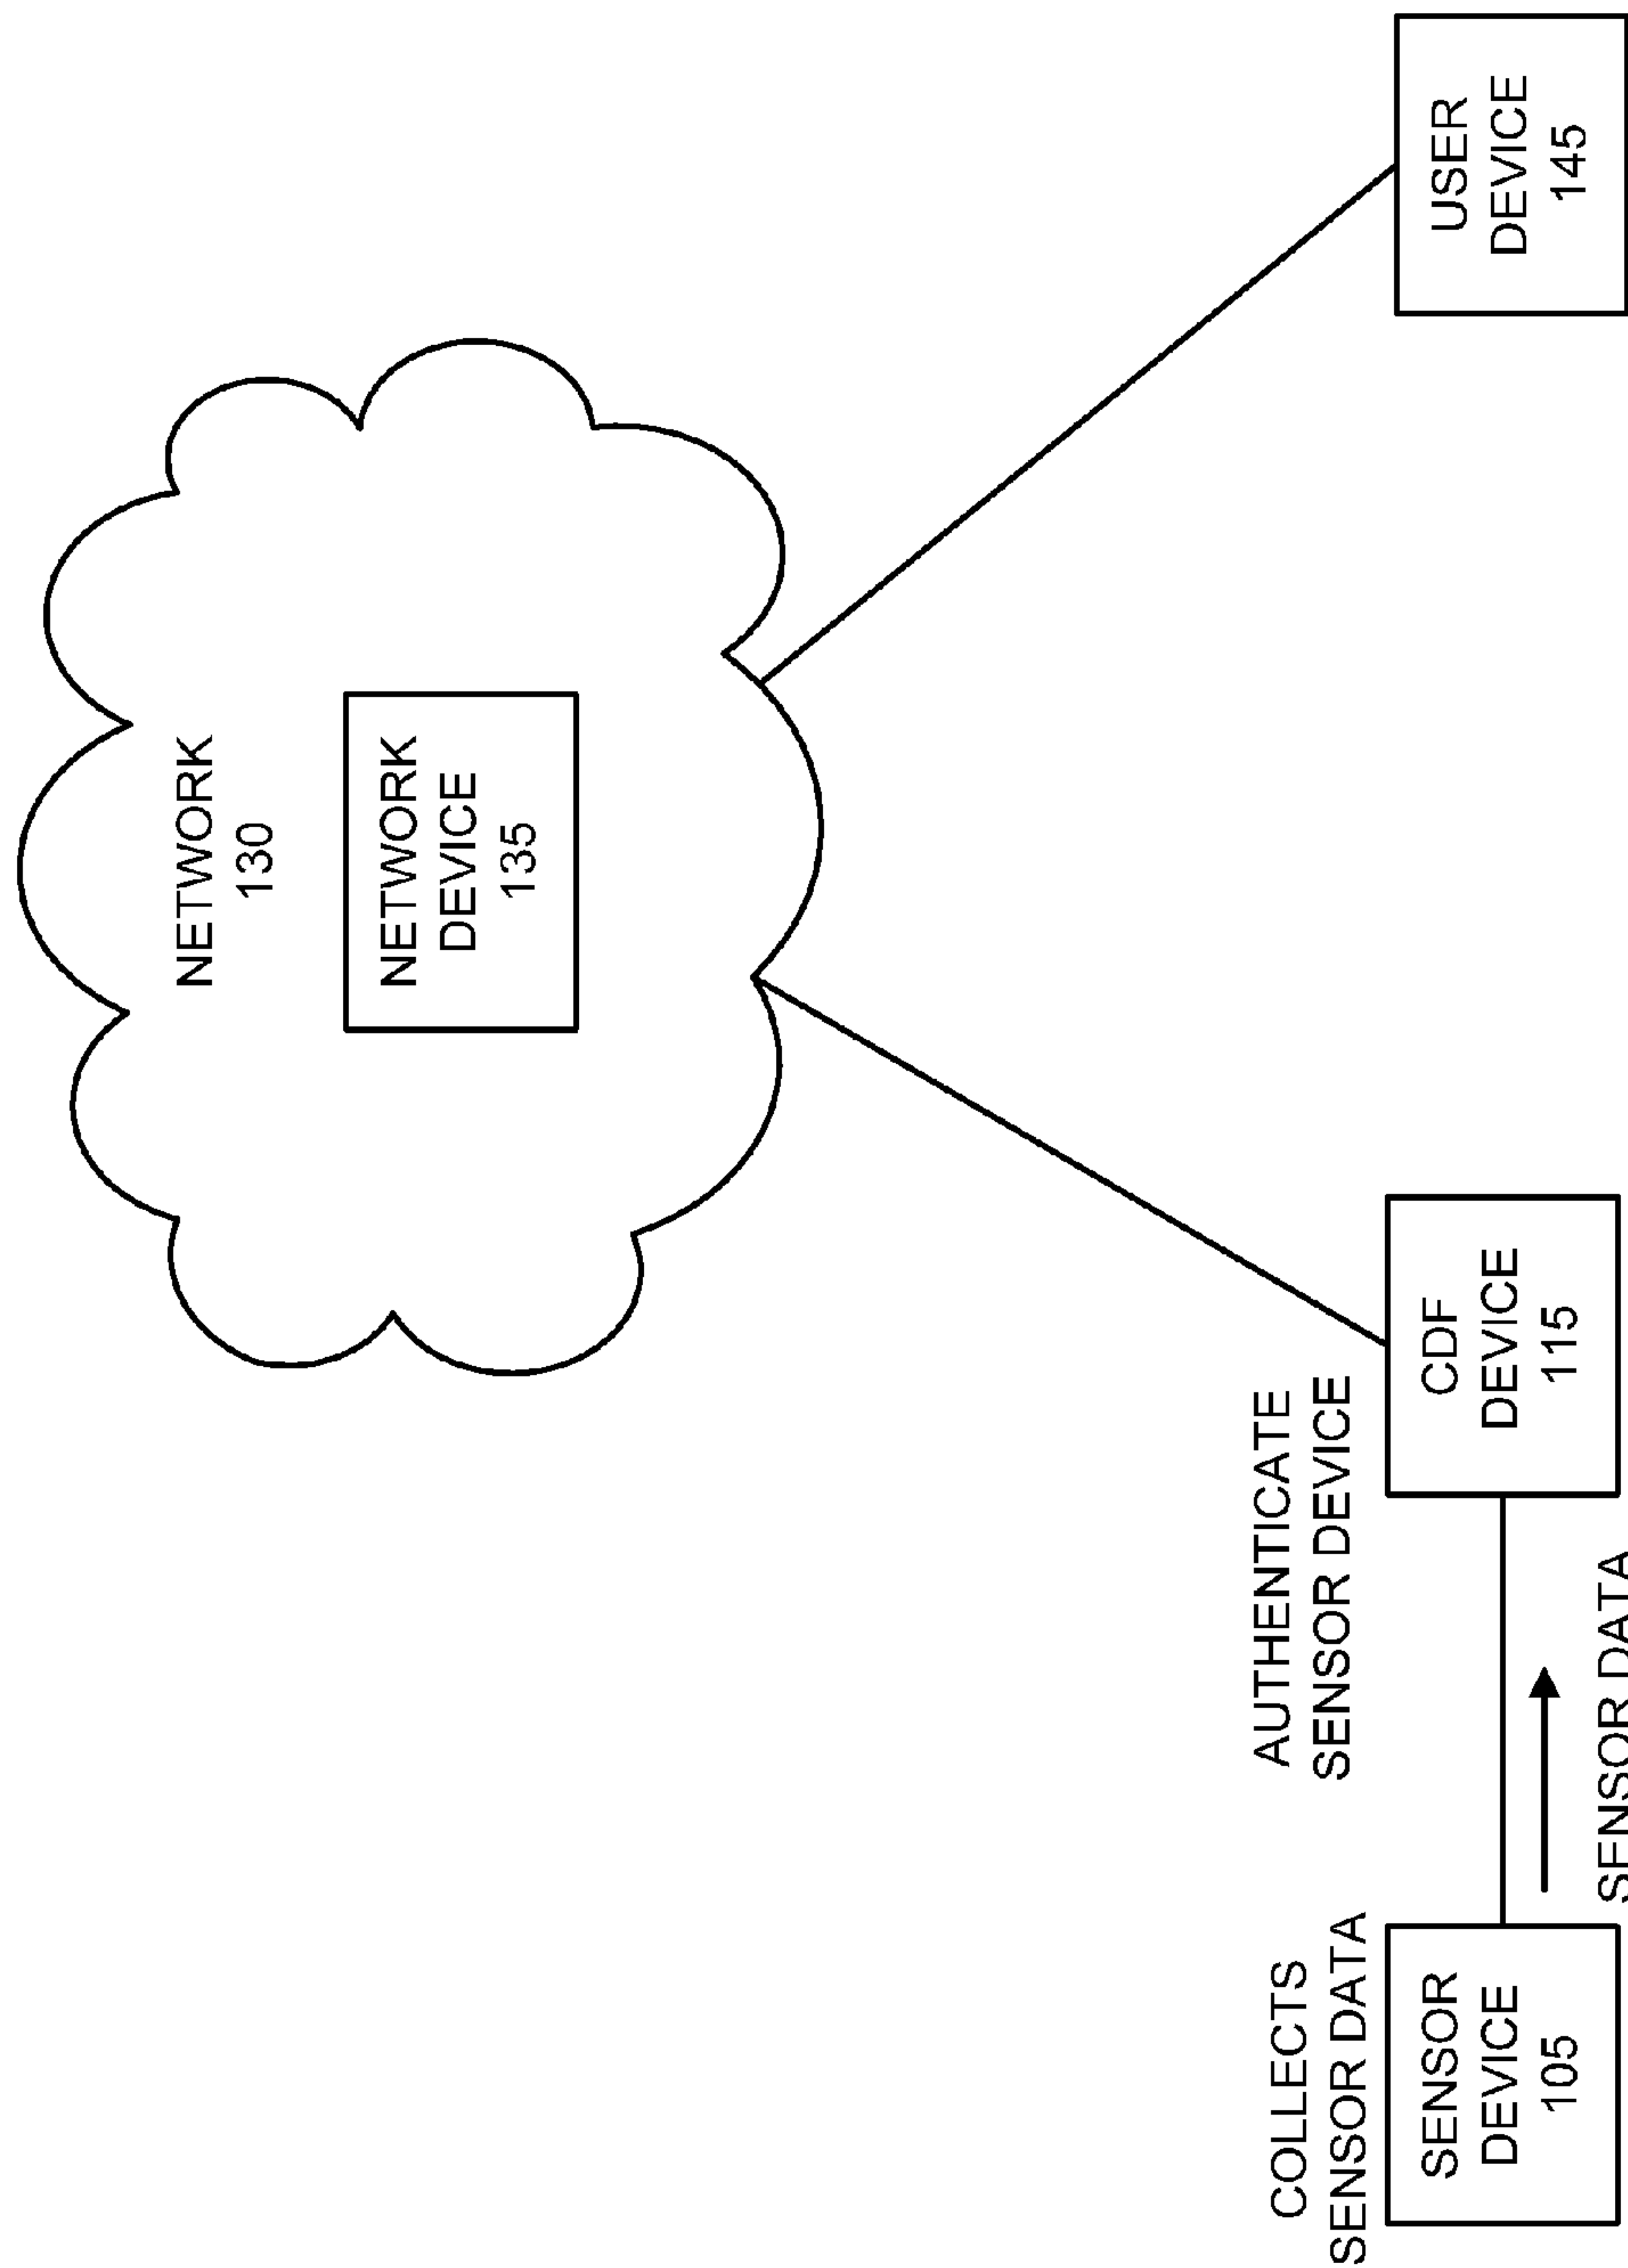 NETWORK
130
NETWORK
DEVICE
135
COLLECTS
SENSOR DATA
SENSOR
DEVICE
105
SENSOR DATA
AUTHENTICATE
SENSOR DEVICE
CDF
DEVICE
115
USER
DEVICE
145